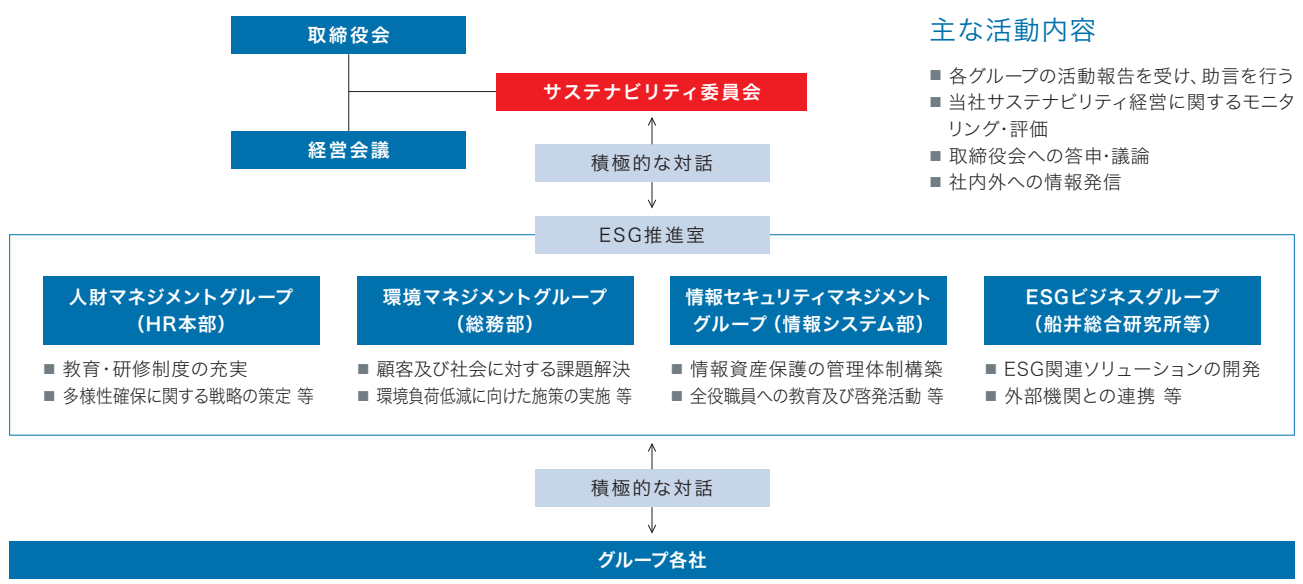 取締役会
サステナビリティ委員会
経営会議
積極的な対話
主な活動内容
■ 各グループの活動報告を受け、助言を行う
■ 当社サステナビリティ経営に関するモニタ
リング・評価
■ 取締役会への答申・議論
■ 社内外への情報発信
ESG推進室
人財マネジメントグループ
（HR本部）
■ 教育・研修制度の充実
■ 多様性確保に関する戦略の策定 等
環境マネジメントグループ
（総務部）
■ 顧客及び社会に対する課題解決
■ 環境負荷低減に向けた施策の実施 等
情報セキュリティマネジメント
グループ（情報システム部）
■ 情報資産保護の管理体制構築
■ 全役職員への教育及び啓発活動 等
ESGビジネスグループ
（船井総合研究所等）
■ ESG関連ソリューションの開発
■ 外部機関との連携 等
積極的な対話
グループ各社